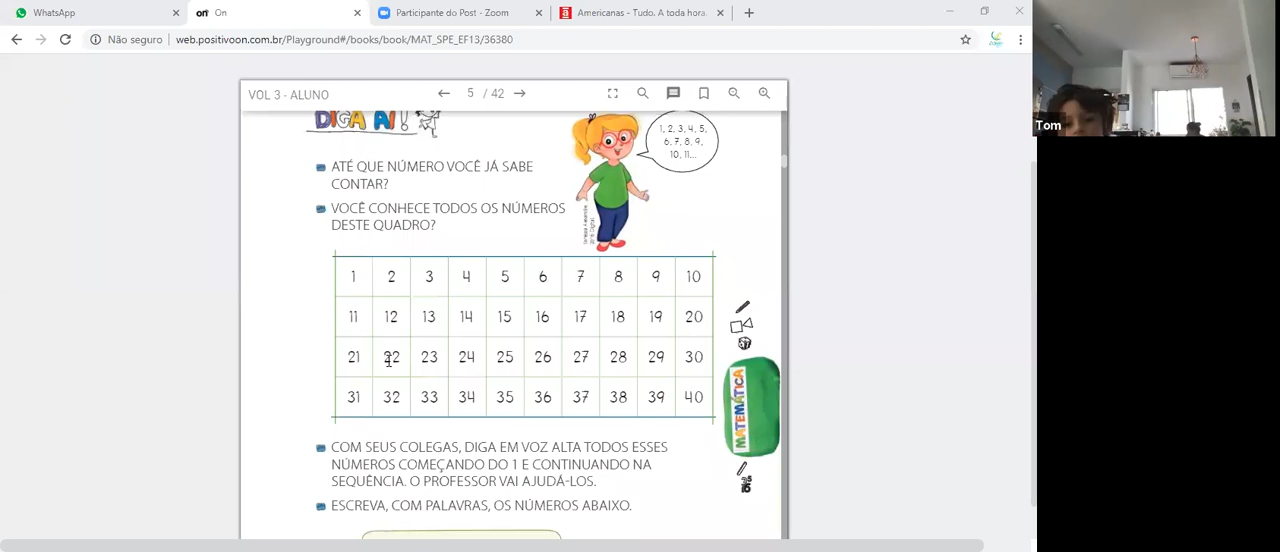 WhatsApp
On
Participante do Post - Zoom
Americanas - Tudo. A toda hora.
Não seguro
web.positivoon.com.br/Playground#/books/book/MAT_SPE_EF13/36380
Tom
VOL 3 - ALUNO
5 / 42
DIGA AÍ!
1, 2, 3, 4, 5,
6, 7, 8, 9,
10, 11...
ATÉ QUE NÚMERO VOCÊ JÁ SABE
CONTAR?
VOCÊ CONHECE TODOS OS NÚMEROS
DESTE QUADRO?
1 2 3 4 5 6 7 8 9 10
11 12 13 14 15 16 17 18 19 20
21 22 23 24 25 26 27 28 29 30
31 32 33 34 35 36 37 38 39 40
MATEMÁTICA
COM SEUS COLEGAS, DIGA EM VOZ ALTA TODOS ESSES
NÚMEROS COMEÇANDO DO 1 E CONTINUANDO NA
SEQUÊNCIA. O PROFESSOR VAI AJUDÁ-LOS.
ESCREVA, COM PALAVRAS, OS NÚMEROS ABAIXO.